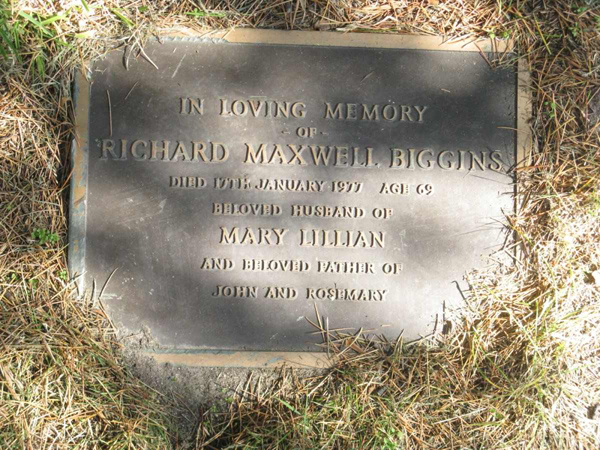 IN LOVING MEMORY
- OF -
RICHARD MAXWELL BIGGINS
DIED 17TH JANUARY 1977 AGE 69
BELOVED HUSBAND OF
MARY LILLIAN
AND BELOVED FATHER OF
JOHN AND ROSEMARY